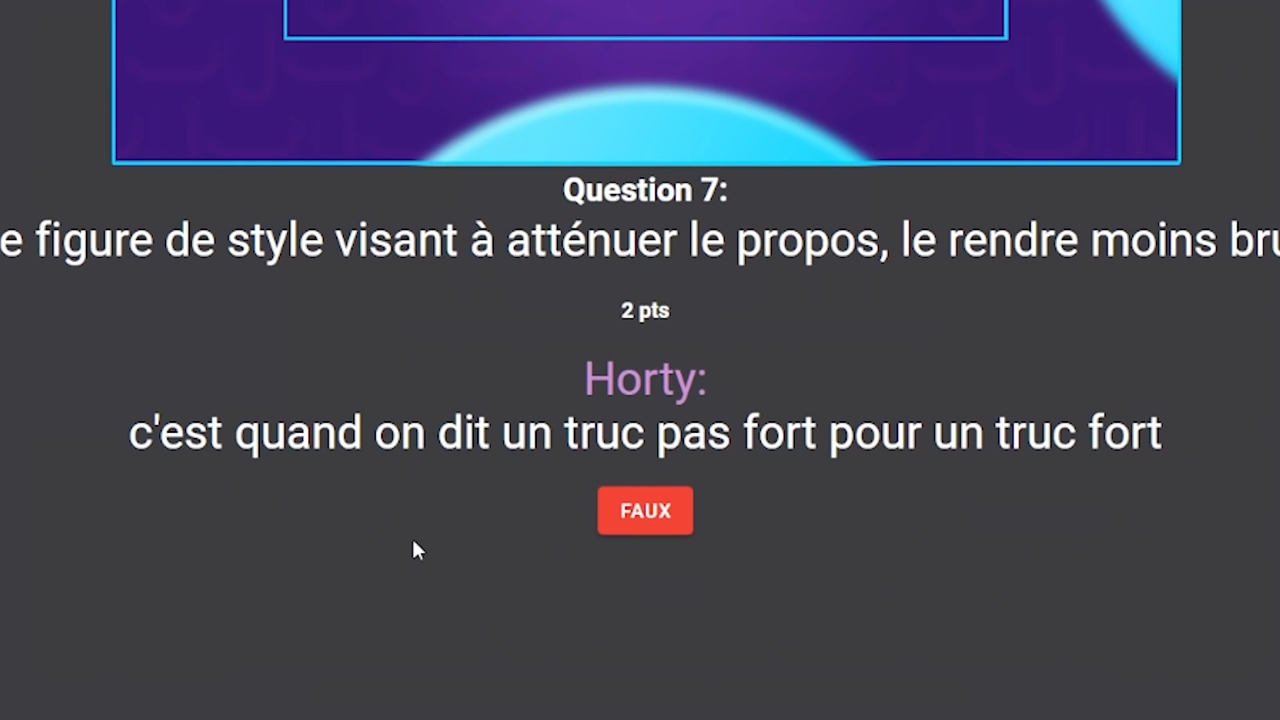 Question 7:
figure de style visant à atténuer le propos, le rendre moins
2 pts
Horty:
c'est quand on dit un truc pas fort pour un truc fort
FAUX